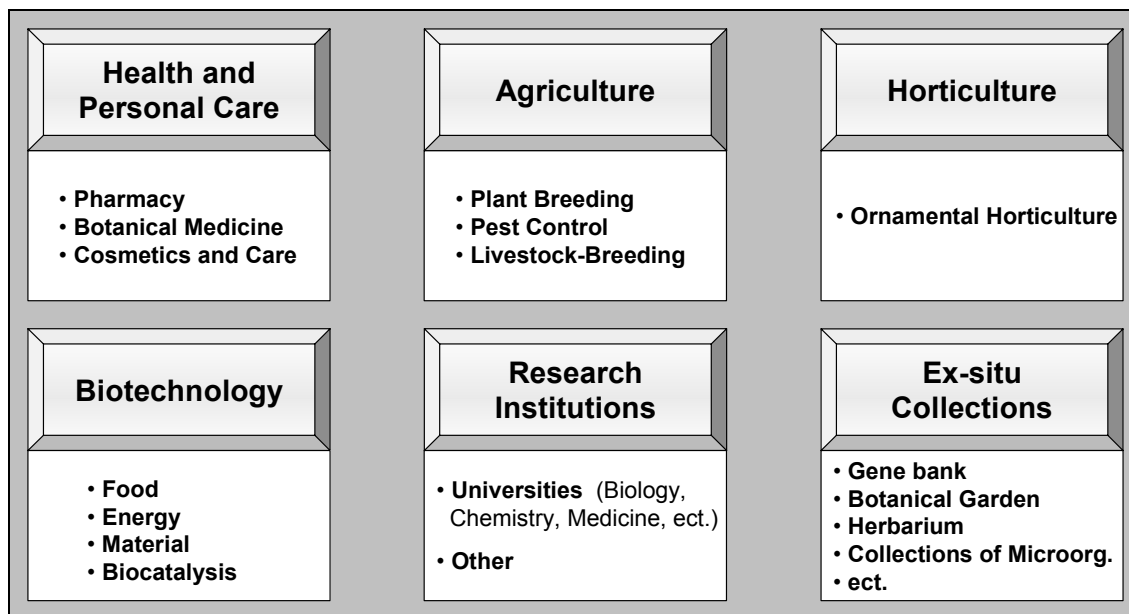 Health and
Personal Care
• Pharmacy
• Botanical Medicine
• Cosmetics and Care
Agriculture
• Plant Breeding
• Pest Control
• Livestock-Breeding
Horticulture
• Ornamental Horticulture
Biotechnology
• Food
• Energy
• Material
• Biocatalysis
Research
Institutions
• Universities (Biology,
Chemistry, Medicine, ect.)
• Other
Ex-situ
Collections
• Gene bank
• Botanical Garden
• Herbarium
• Collections of Microorg.
• ect.